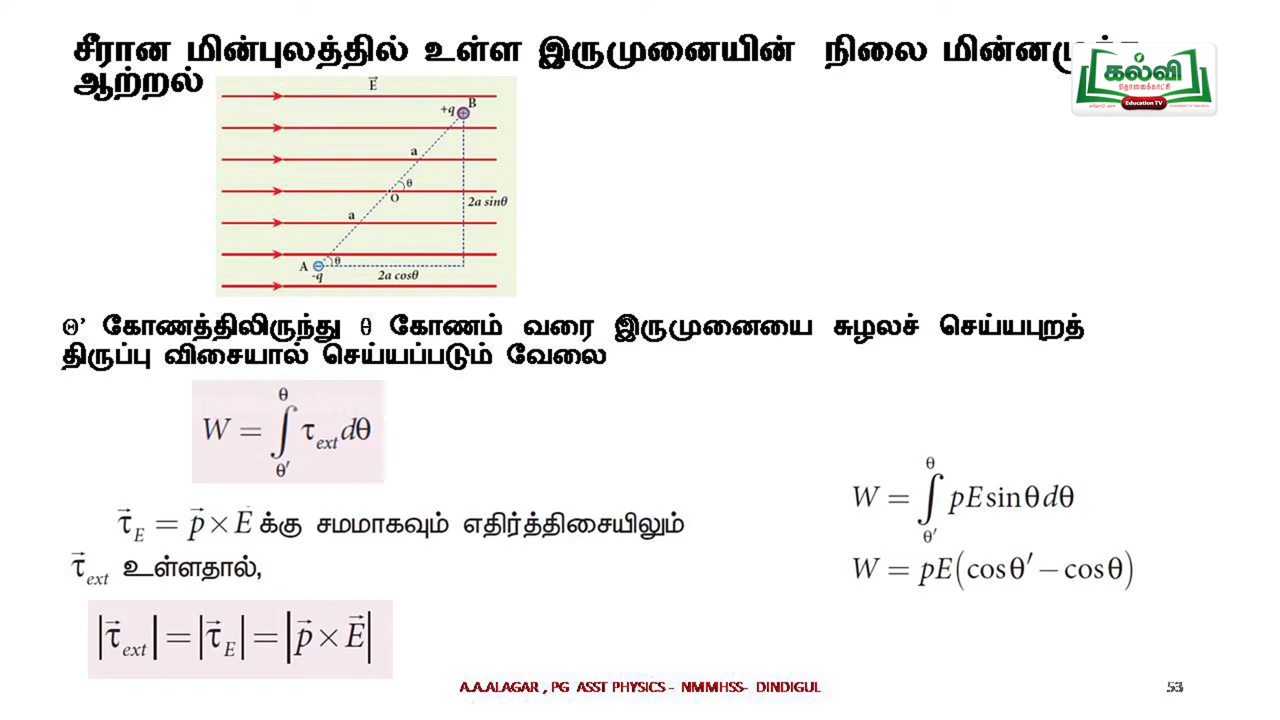 சீரான மின்புலத்தில் உள்ள இருமுனையின் நிலை மின்னழுத்த
ஆற்றல்
கல்வி
தொலைக்காட்சி
Education TV
E⃗
+q B
a
θ
O
a
2a sinθ
A θ
-q 2a cosθ
Θ’ கோணத்திலிருந்து θ கோணம் வரை இருமுனையை சுழலச் செய்யபுறத்
திருப்பு விசையால் செய்யப்படும் வேலை
W = ∫θ′^θ τext dθ
τ⃗E = p⃗ × E⃗ க்கு சமமாகவும் எதிர்த்திசையிலும்
τ⃗ext உள்ளதால்,
|τ⃗ext| = |τ⃗E| = |p⃗ × E⃗|
W = ∫θ′^θ pE sinθ dθ
W = pE(cosθ′ − cosθ)
A.A.ALAGAR , PG ASST PHYSICS - NMMHSS- DINDIGUL
53